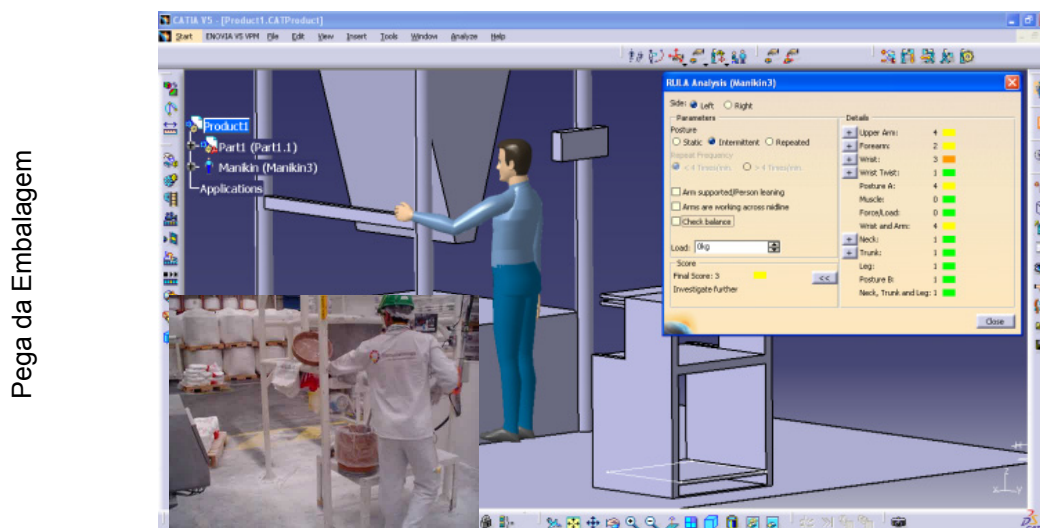 Pega da Embalagem
CATIA V5 - [Product1.CATProduct]
Start ENOVIA V5 VPM File Edit View Insert Tools Window Analyze Help
Product1
Part1 (Part1.1)
Manikin (Manikin3)
Applications
RULA Analysis (Manikin3)
Side: Left Right
Parameters
Posture
Static Intermittent Repeated
Repeat Frequency
< 4 Times/min. > 4 Times/min.
Arm supported/Person leaning
Arms are working across midline
Check balance
Load: 0kg
Score
Final Score: 3
Investigate further
<<
Details
+ Upper Arm: 4
+ Forearm: 2
+ Wrist: 3
+ Wrist Twist: 1
Posture A: 4
Muscle: 0
Force/Load: 0
Wrist and Arm: 4
+ Neck: 1
+ Trunk: 1
Leg: 1
Posture B: 1
Neck, Trunk and Leg: 1
Close
z
x y